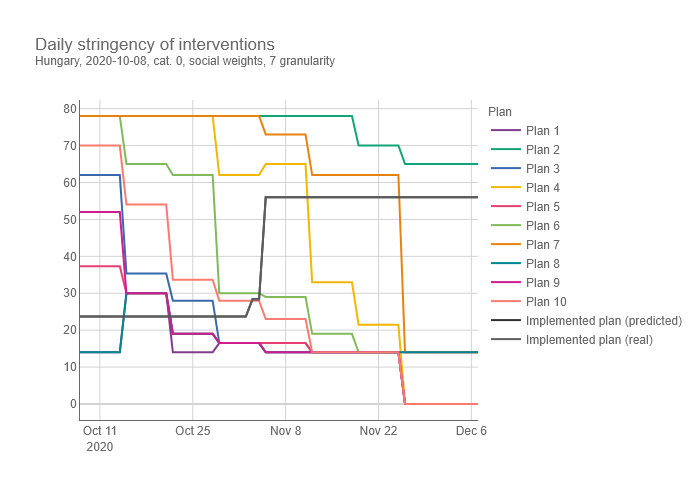 Daily stringency of interventions
Hungary, 2020-10-08, cat. 0, social weights, 7 granularity
Plan
80
70
60
50
40
30
20
10
0
Plan 1
Plan 2
Plan 3
Plan 4
Plan 5
Plan 6
Plan 7
Plan 8
Plan 9
Plan 10
Implemented plan (predicted)
Implemented plan (real)
Oct 11 Oct 25 Nov 8 Nov 22 Dec 6
2020